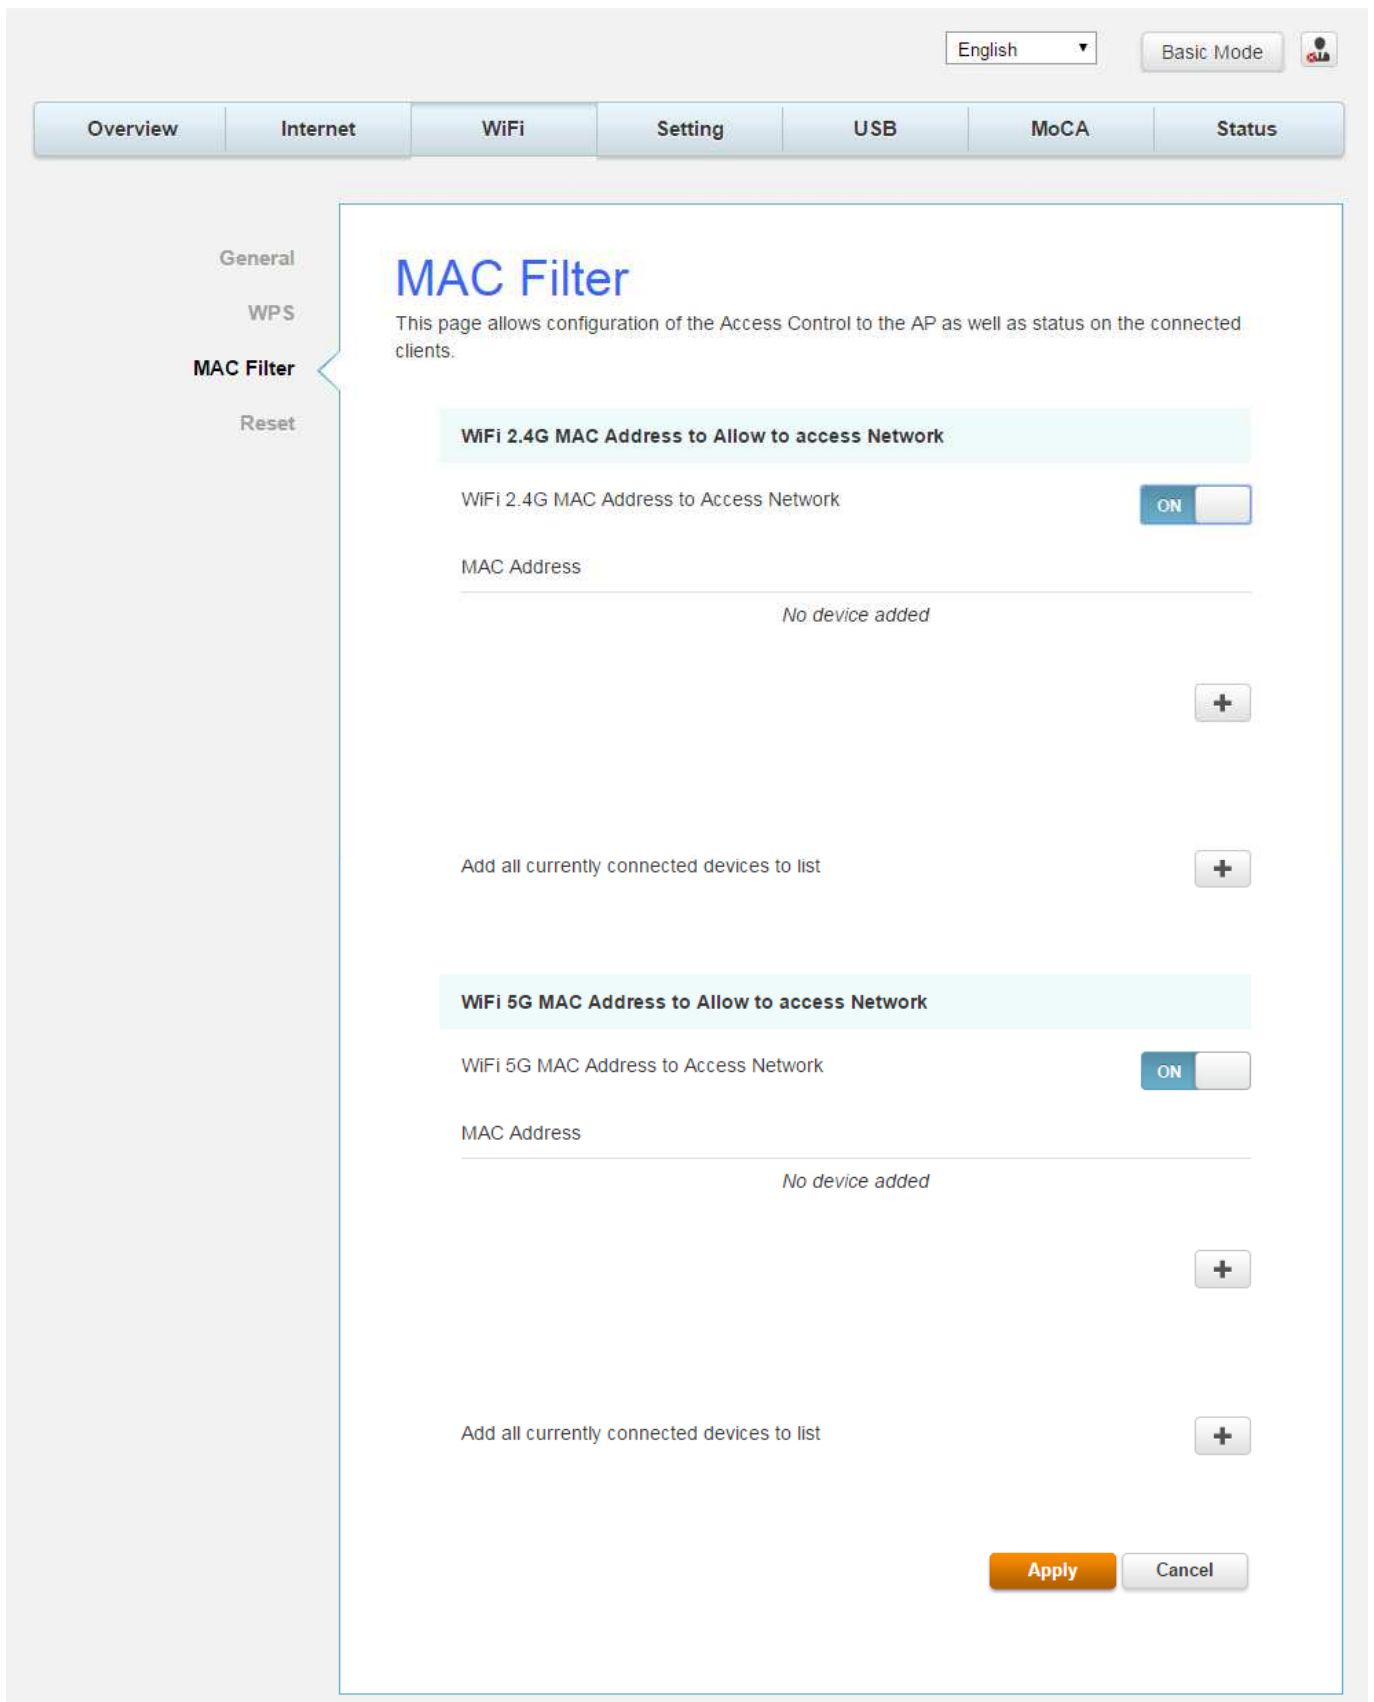 English
Basic Mode
Overview
Internet
WiFi
Setting
USB
MoCA
Status
General
WPS
MAC Filter
Reset
MAC Filter
This page allows configuration of the Access Control to the AP as well as status on the connected
clients.
WiFi 2.4G MAC Address to Allow to access Network
WiFi 2.4G MAC Address to Access Network
ON
MAC Address
No device added
Add all currently connected devices to list
WiFi 5G MAC Address to Allow to access Network
WiFi 5G MAC Address to Access Network
ON
MAC Address
No device added
Add all currently connected devices to list
Apply
Cancel